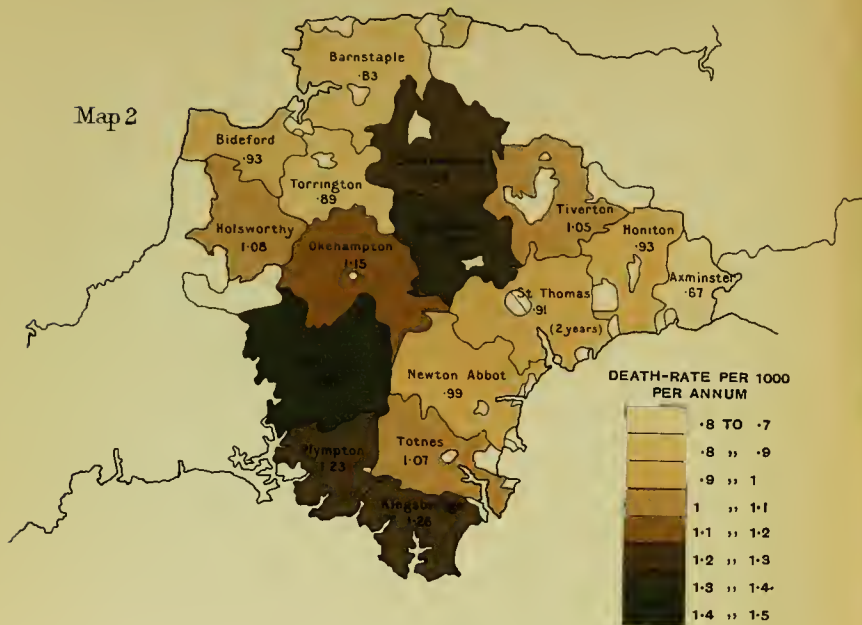 Map 2
Barnstaple
·83
Bideford
·93
Torrington
·89
Holsworthy
1·08
Okehampton
1·15
Tiverton
1·05
Honiton
·93
Axminster
·67
St Thomas
·91
(2 years)
Newton Abbot
·99
Plympton
1·23
Totnes
1·07
Kingsbridge
1·26
DEATH-RATE PER 1000
PER ANNUM
·8 TO ·7
·8 ,, ·9
·9 ,, 1
1 ,, 1·1
1·1 ,, 1·2
1·2 ,, 1·3
1·3 ,, 1·4
1·4 ,, 1·5